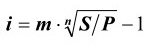 i = m · ⁿ√S/P − 1